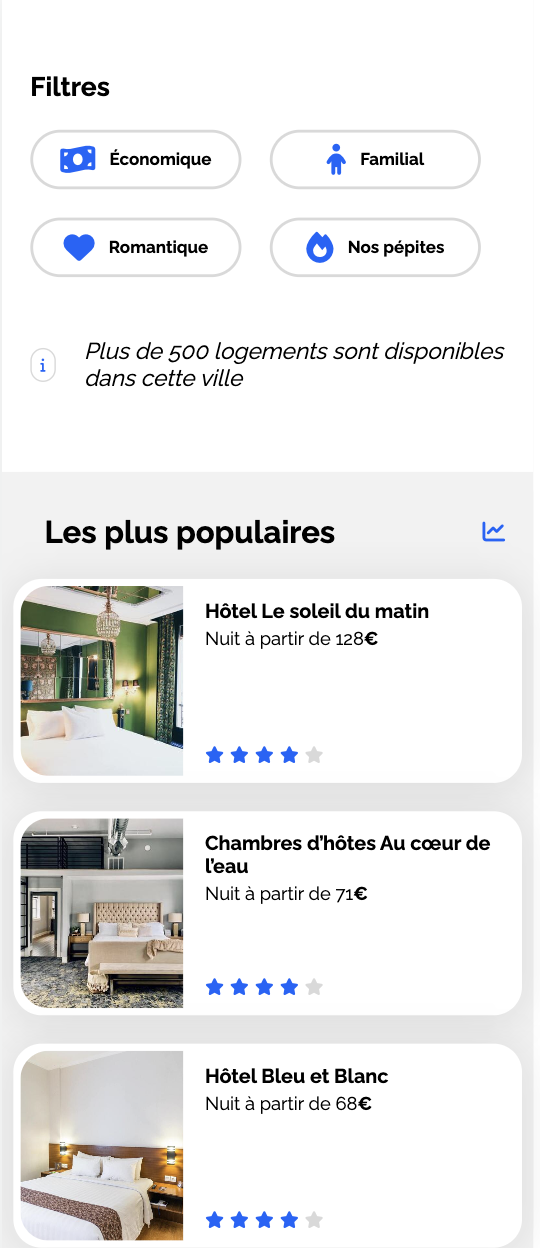 Filtres
Économique
Familial
Romantique
Nos pépites
i
Plus de 500 logements sont disponibles
dans cette ville
Les plus populaires
Hôtel Le soleil du matin
Nuit à partir de 128€
Chambres d'hôtes Au cœur de
l'eau
Nuit à partir de 71€
Hôtel Bleu et Blanc
Nuit à partir de 68€